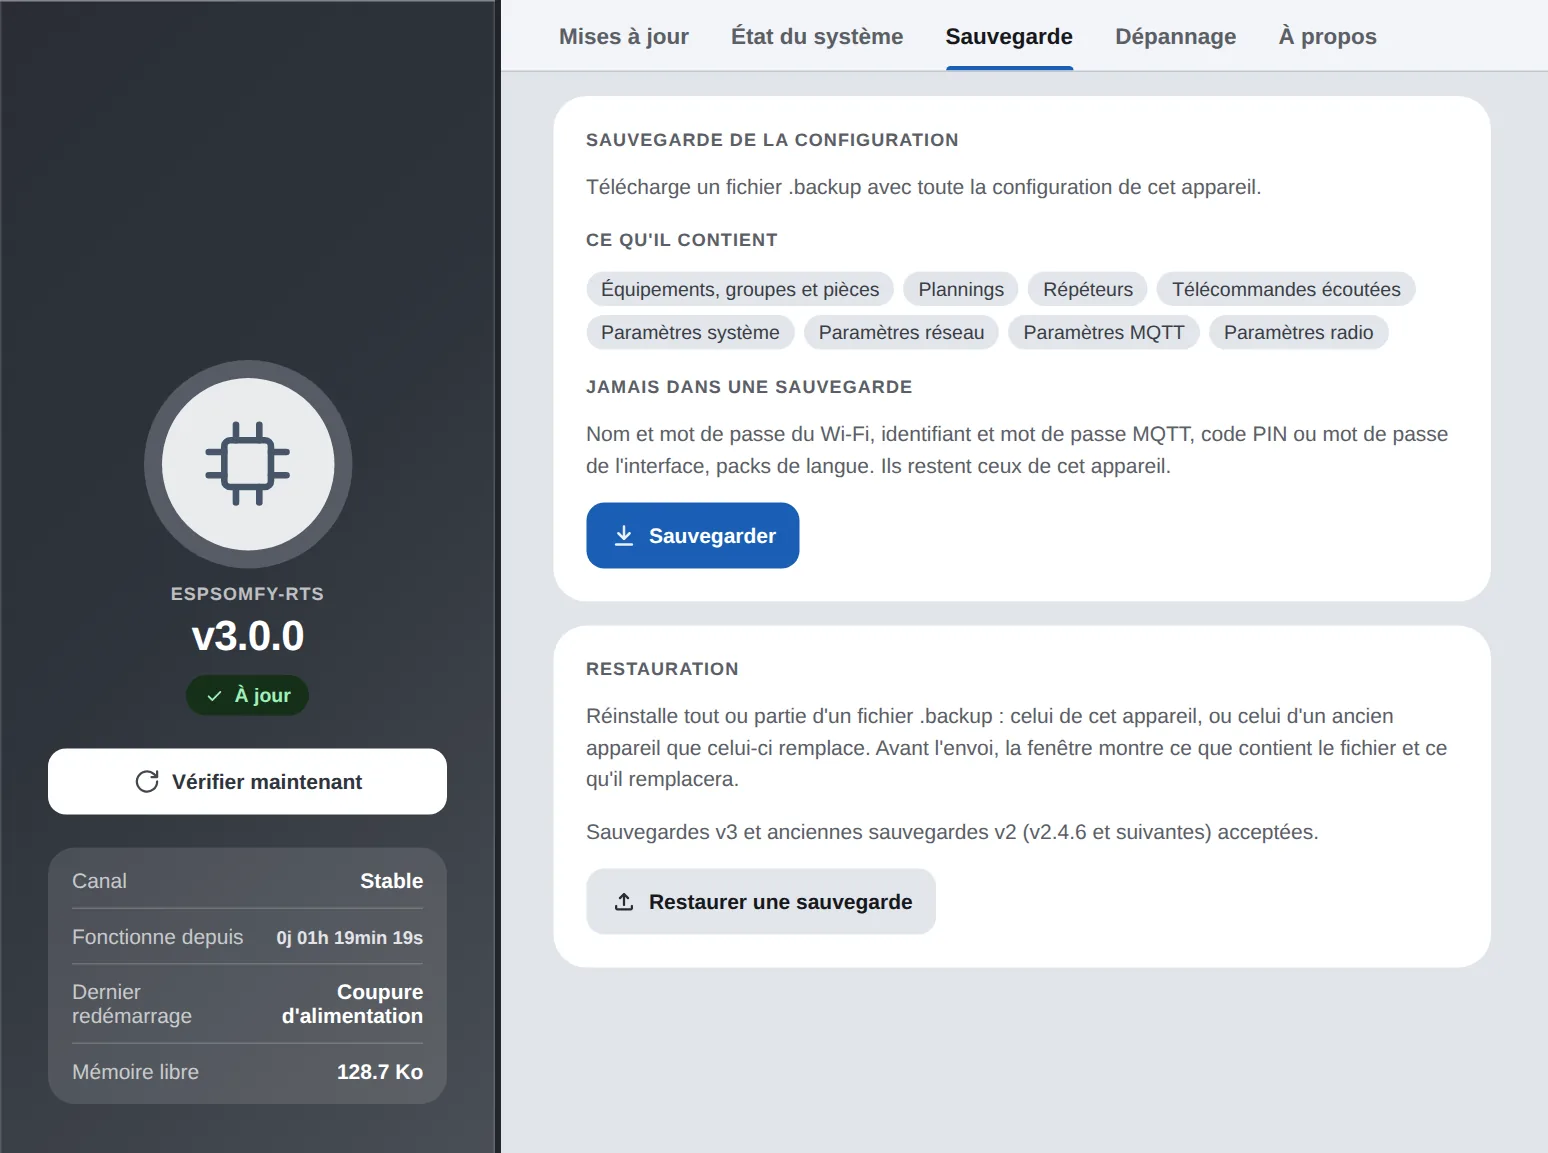 ESPSOMFY-RTS
v3.0.0
À jour
Vérifier maintenant
Canal Stable
Fonctionne depuis 0j 01h 19min 19s
Dernier redémarrage Coupure d'alimentation
Mémoire libre 128.7 Ko
Mises à jour État du système Sauvegarde Dépannage À propos
SAUVEGARDE DE LA CONFIGURATION
Télécharge un fichier .backup avec toute la configuration de cet appareil.
CE QU'IL CONTIENT
Équipements, groupes et pièces Plannings Répéteurs Télécommandes écoutées
Paramètres système Paramètres réseau Paramètres MQTT Paramètres radio
JAMAIS DANS UNE SAUVEGARDE
Nom et mot de passe du Wi-Fi, identifiant et mot de passe MQTT, code PIN ou mot de passe
de l'interface, packs de langue. Ils restent ceux de cet appareil.
Sauvegarder
RESTAURATION
Réinstalle tout ou partie d'un fichier .backup : celui de cet appareil, ou celui d'un ancien
appareil que celui-ci remplace. Avant l'envoi, la fenêtre montre ce que contient le fichier et ce
qu'il remplacera.
Sauvegardes v3 et anciennes sauvegardes v2 (v2.4.6 et suivantes) acceptées.
Restaurer une sauvegarde